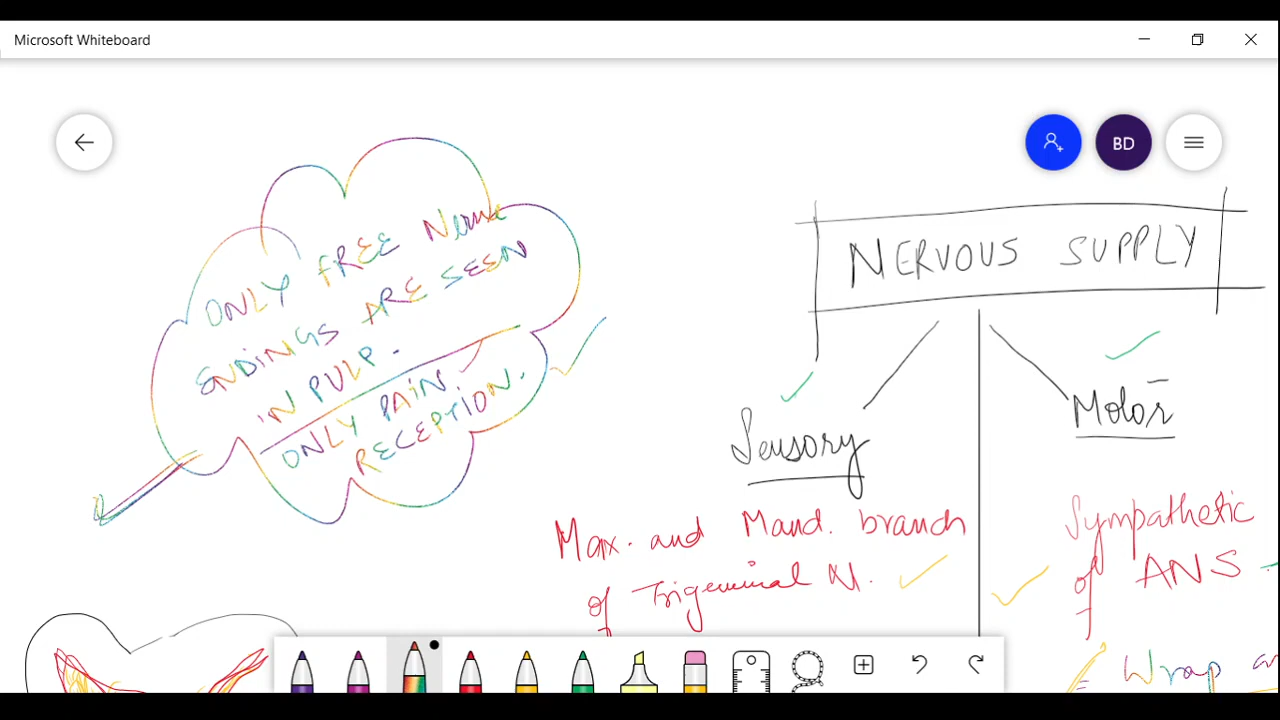 Microsoft Whiteboard
BD
ONLY FREE Nerve
ENDINGS ARE SEEN
IN PULP.
ONLY PAIN
RECEPTION.
NERVOUS SUPPLY
Sensory
Motor
Max. and Mand. branch
of Trigeminal N.
Sympathetic
of ANS
Wrap